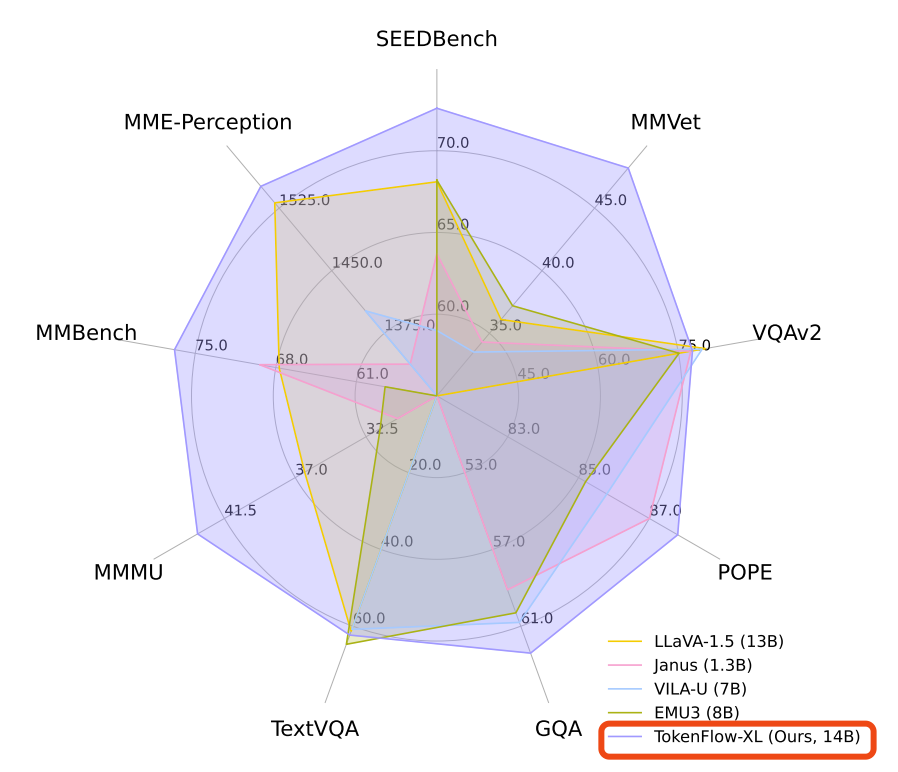 SEEDBench
MME-Perception
MMVet
70.0
1525.0
45.0
65.0
1450.0
40.0
60.0
1375.0
35.0
MMBench
75.0
68.0
61.0
45.0
60.0
75.0
VQAv2
32.5
83.0
37.0
20.0
53.0
85.0
41.5
40.0
57.0
87.0
MMMU
POPE
60.0
61.0
TextVQA
GQA
LLaVA-1.5 (13B)
Janus (1.3B)
VILA-U (7B)
EMU3 (8B)
TokenFlow-XL (Ours, 14B)